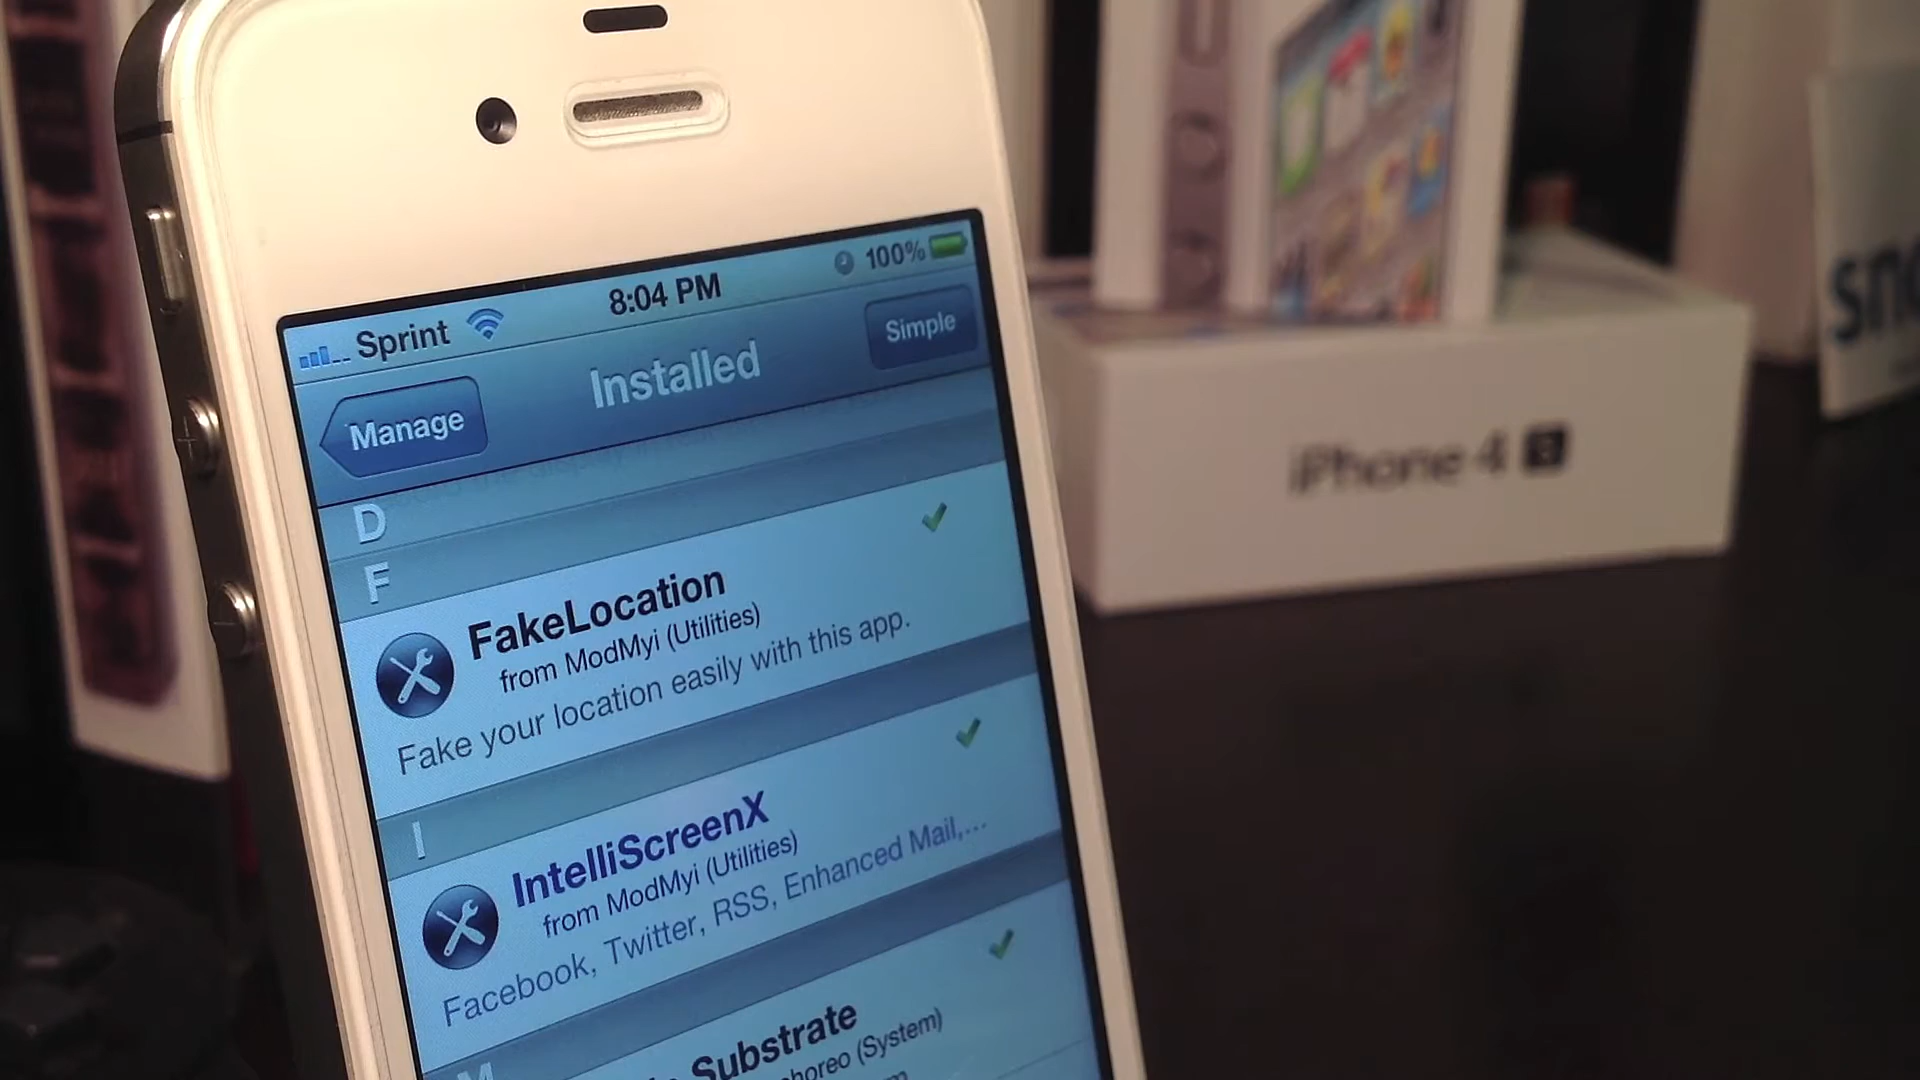 Sprint 8:04 PM 100%
Manage Installed Simple
D
F
FakeLocation
from ModMyi (Utilities)
Fake your location easily with this app.
I
IntelliScreenX
from ModMyi (Utilities)
Facebook, Twitter, RSS, Enhanced Mail,...
M
Substrate
(System)
iPhone 4 S